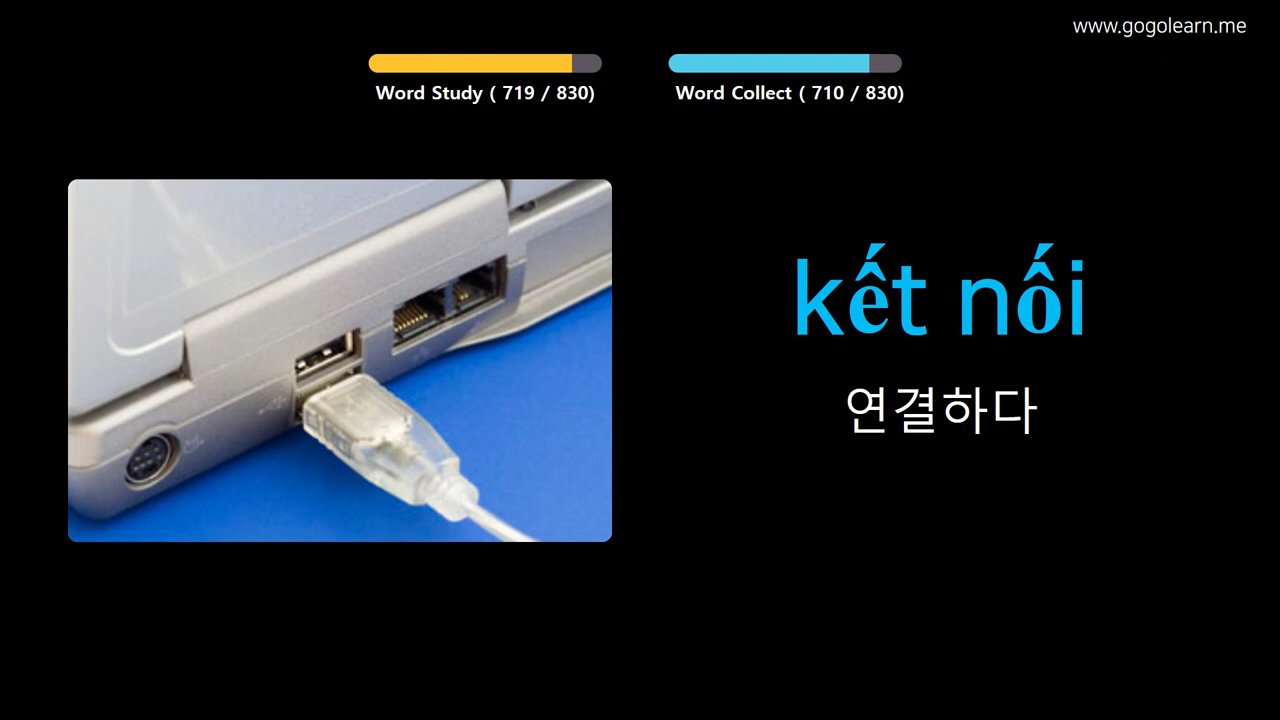 www.gogolearn.me
Word Study ( 719 / 830)
Word Collect ( 710 / 830)
kết nối
연결하다